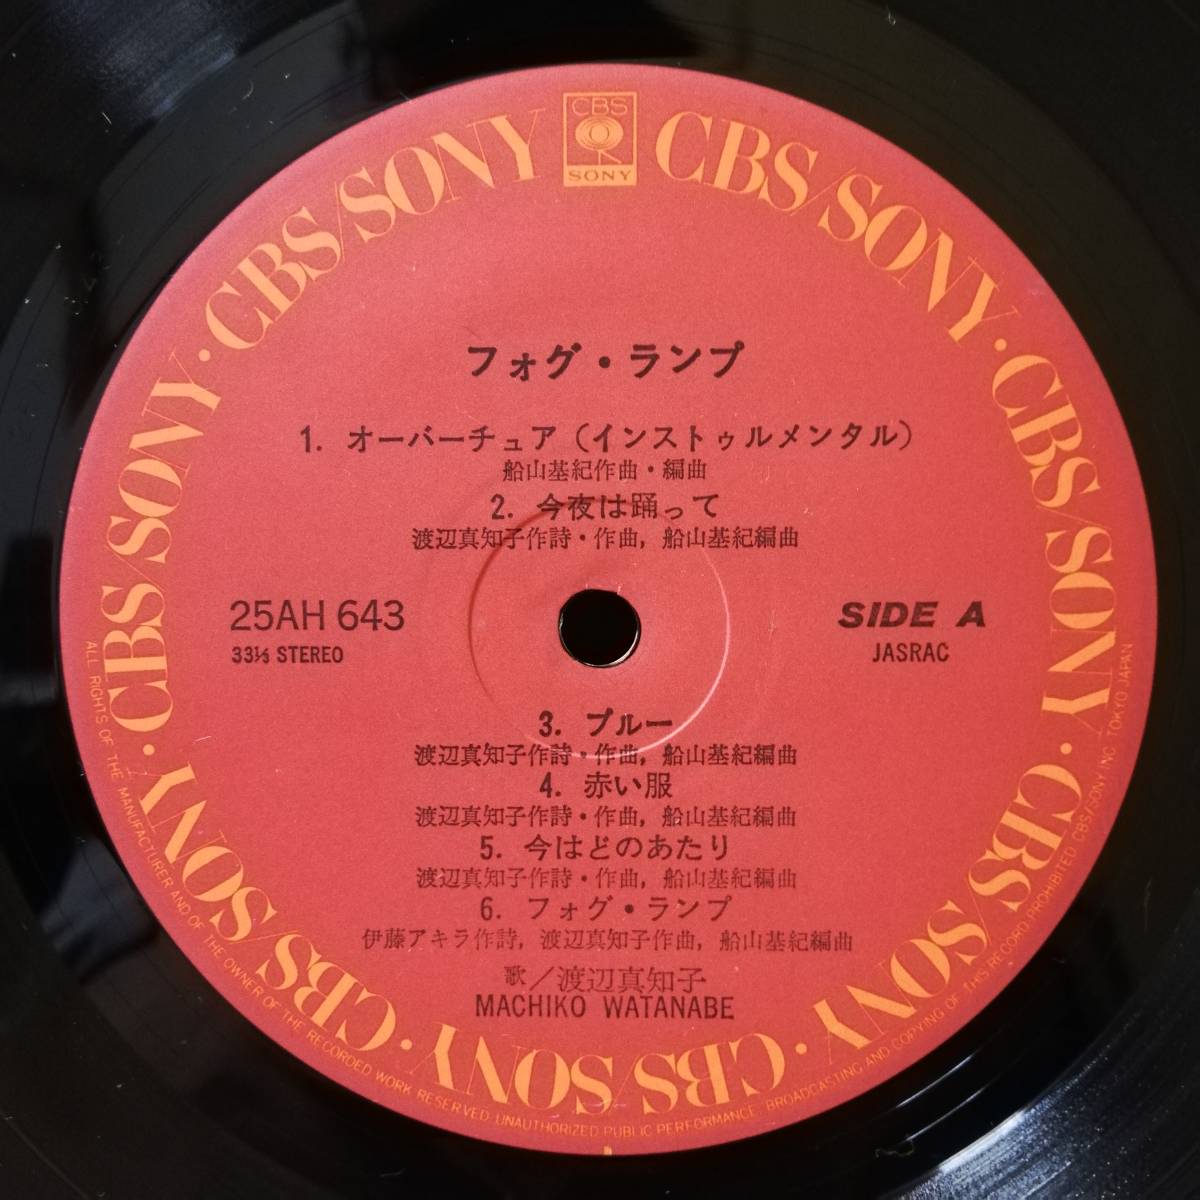 CBS
SONY
CBS/SONY · CBS/SONY · CBS/SONY · CBS/SONY · CBS/SONY · CBS/SONY · CBS/SONY · CBS/SONY
フォグ・ランプ
1. オーバーチュア（インストゥルメンタル）
船山基紀作曲・編曲
2. 今夜は踊って
渡辺真知子作詩・作曲, 船山基紀編曲
25AH 643
33⅓ STEREO
SIDE A
JASRAC
3. ブルー
渡辺真知子作詩・作曲, 船山基紀編曲
4. 赤い服
渡辺真知子作詩・作曲, 船山基紀編曲
5. 今はどのあたり
渡辺真知子作詩・作曲, 船山基紀編曲
6. フォグ・ランプ
伊藤アキラ作詩, 渡辺真知子作曲, 船山基紀編曲
歌／渡辺真知子
MACHIKO WATANABE
ALL RIGHTS OF THE MANUFACTURER AND OF THE OWNER OF THE RECORDED WORK RESERVED UNAUTHORIZED PUBLIC PERFORMANCE. BROADCASTING AND COPYING OF THIS RECORD PROHIBITED CBS/SONY INC. TOKYO JAPAN